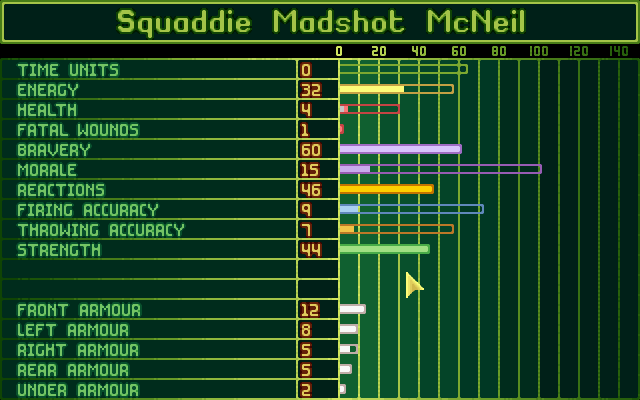 Squaddie Madshot McNeil
0 20 40 60 80 100 120 140
TIME UNITS 0
ENERGY 32
HEALTH 4
FATAL WOUNDS 1
BRAVERY 60
MORALE 15
REACTIONS 46
FIRING ACCURACY 9
THROWING ACCURACY 7
STRENGTH 44
FRONT ARMOUR 12
LEFT ARMOUR 8
RIGHT ARMOUR 5
REAR ARMOUR 5
UNDER ARMOUR 2